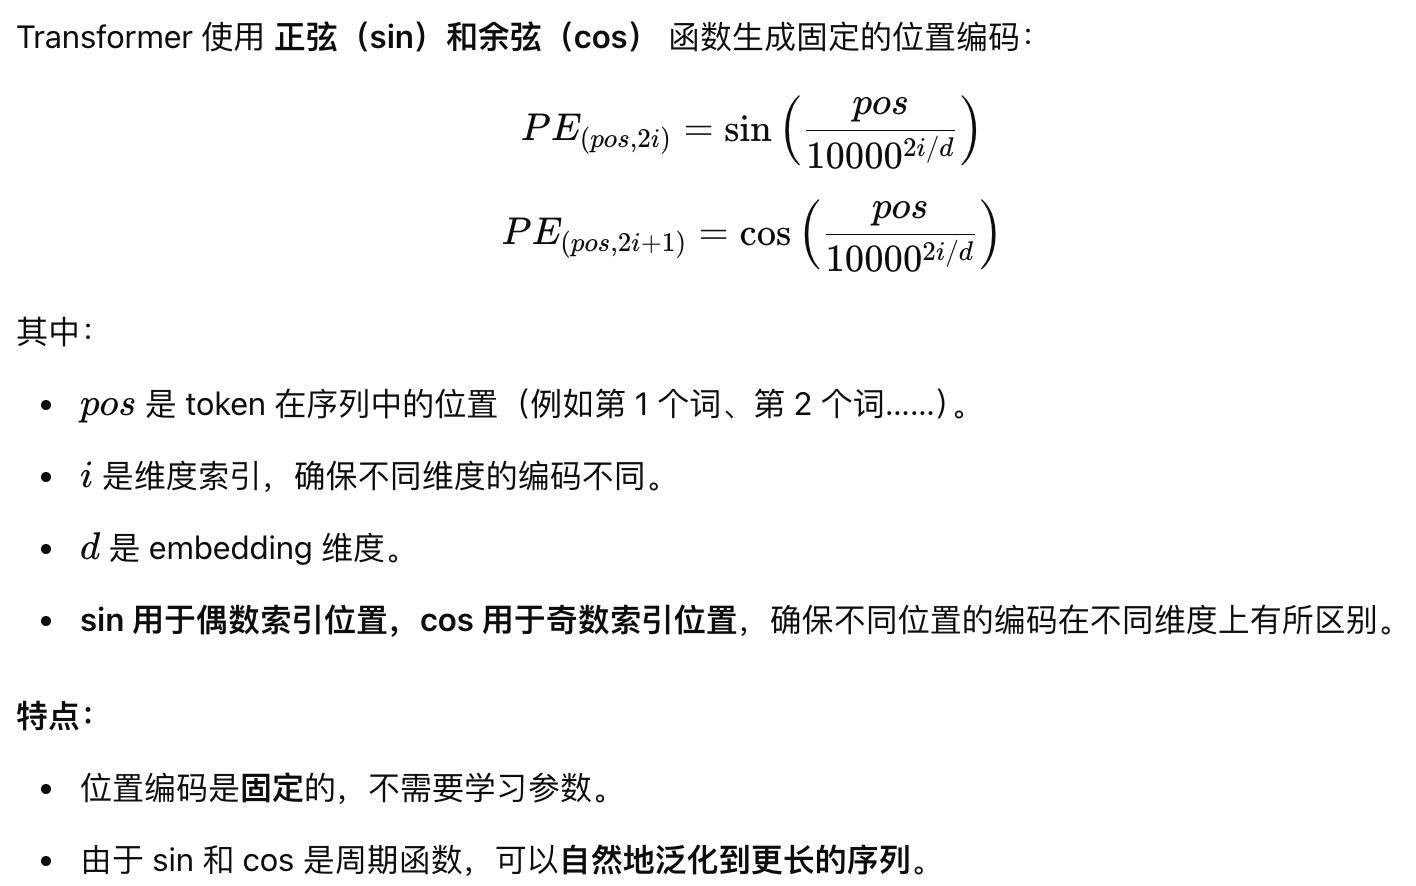 Transformer 使用 正弦（sin）和余弦（cos） 函数生成固定的位置编码：
$$PE_{(pos,2i)} = \sin\left(\frac{pos}{10000^{2i/d}}\right)$$
$$PE_{(pos,2i+1)} = \cos\left(\frac{pos}{10000^{2i/d}}\right)$$
其中：
• $pos$ 是 token 在序列中的位置（例如第 1 个词、第 2 个词……）。
• $i$ 是维度索引，确保不同维度的编码不同。
• $d$ 是 embedding 维度。
• sin 用于偶数索引位置，cos 用于奇数索引位置，确保不同位置的编码在不同维度上有所区别。
特点：
• 位置编码是固定的，不需要学习参数。
• 由于 sin 和 cos 是周期函数，可以自然地泛化到更长的序列。